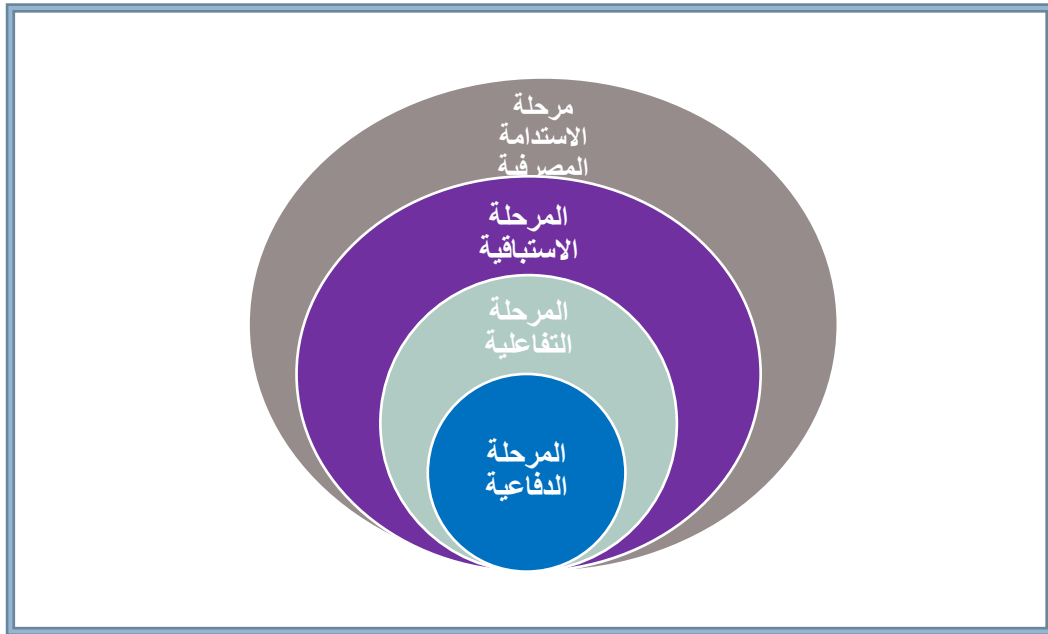 مرحلة
الاستدامة
المصرفية
المرحلة
الاستباقية
المرحلة
التفاعلية
المرحلة
الدفاعية